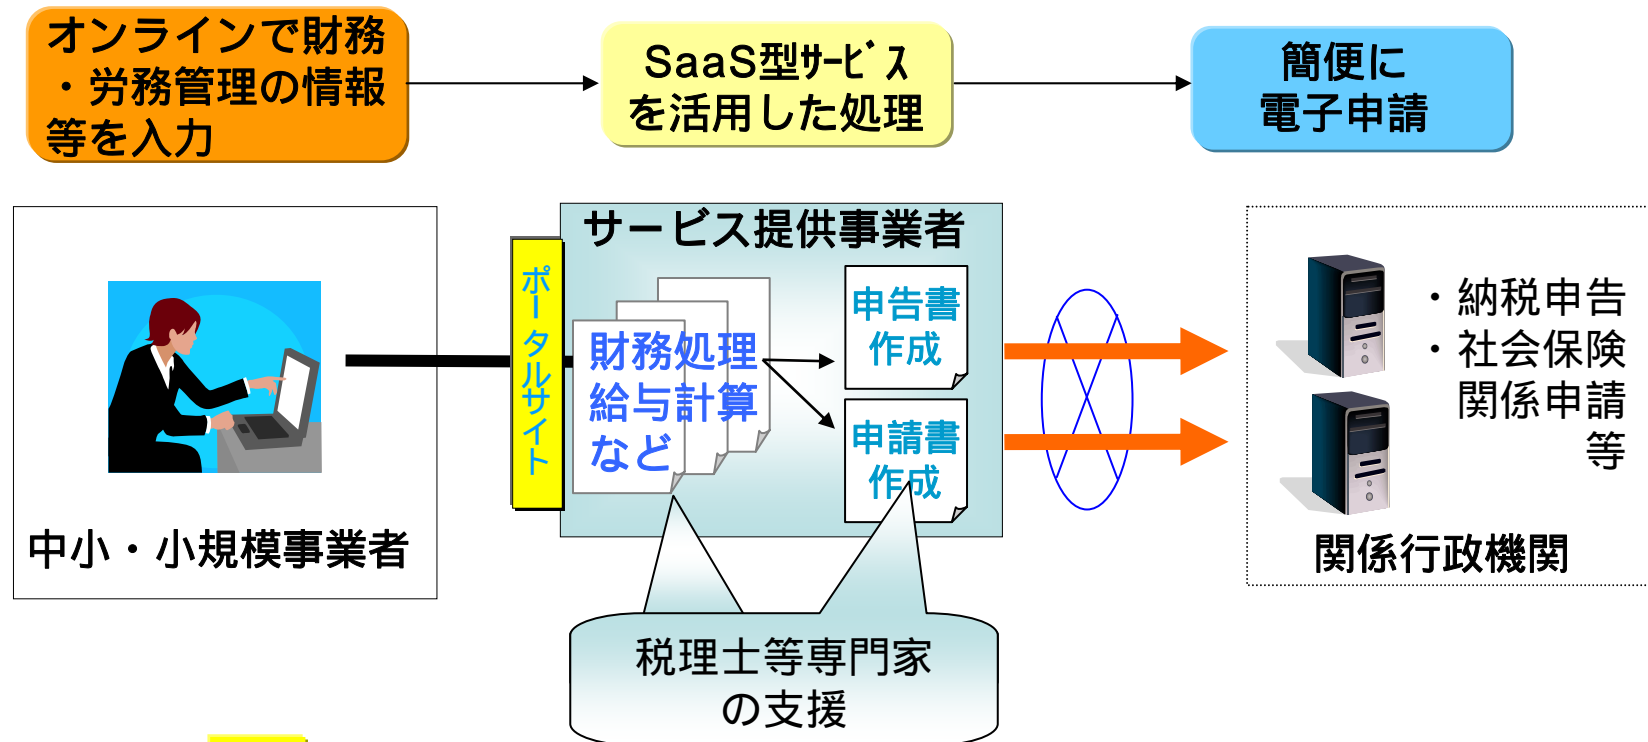 オンラインで財務
・労務管理の情報
等を入力
SaaS型ｻｰﾋﾞｽ
を活用した処理
簡便に
電子申請
サービス提供事業者
ポータルサイト
財務処理
給与計算
など
申告書
作成
申請書
作成
・納税申告
・社会保険
関係申請
等
中小・小規模事業者
関係行政機関
税理士等専門家
の支援